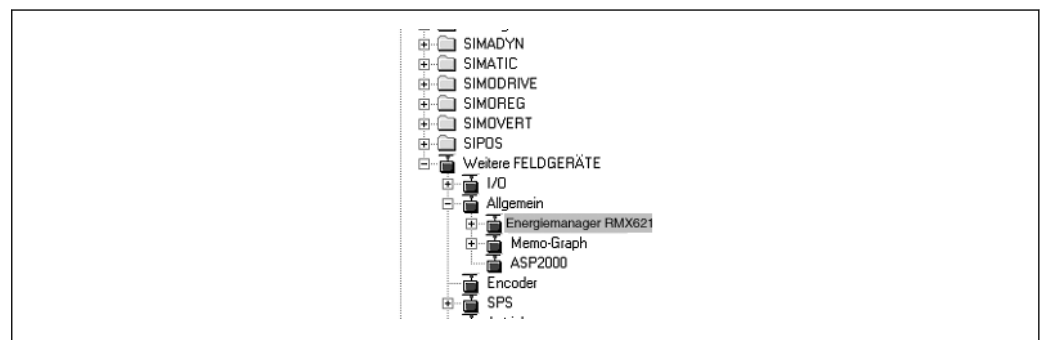 SIMADYN
SIMATIC
SIMODRIVE
SIMOREG
SIMOVERT
SIPOS
Weitere FELDGERÄTE
I/O
Allgemein
Energiemanager RMX621
Memo-Graph
ASP2000
Encoder
SPS